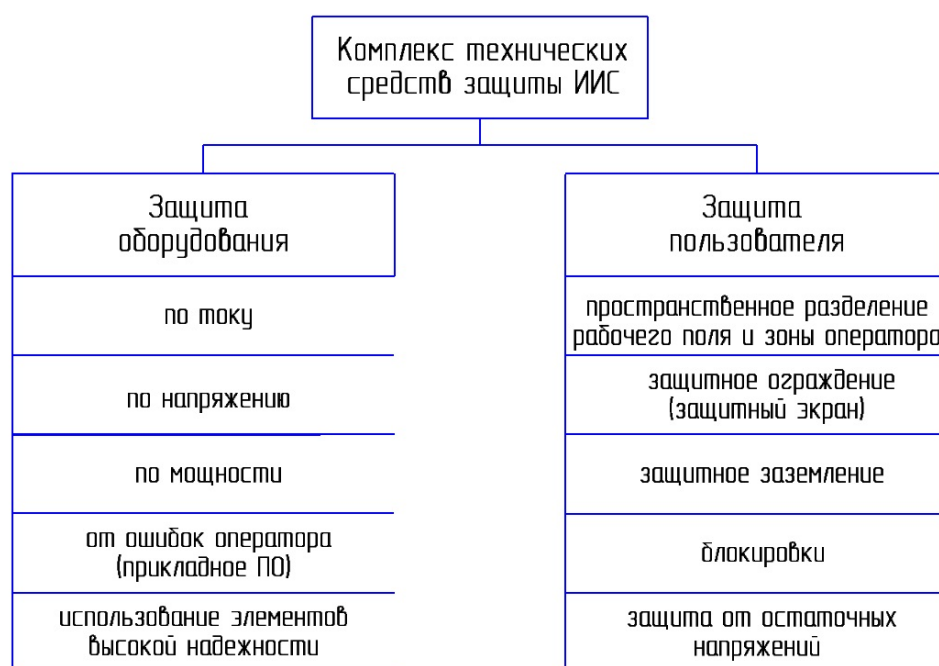 Комплекс технических
средств защиты ИИС
Защита
оборудования
по току
по напряжению
по мощности
от ошибок оператора
(прикладное ПО)
использование элементов
высокой надежности
Защита
пользователя
пространственное разделение
рабочего поля и зоны оператора
защитное ограждение
(защитный экран)
защитное заземление
блокировки
защита от остаточных
напряжений